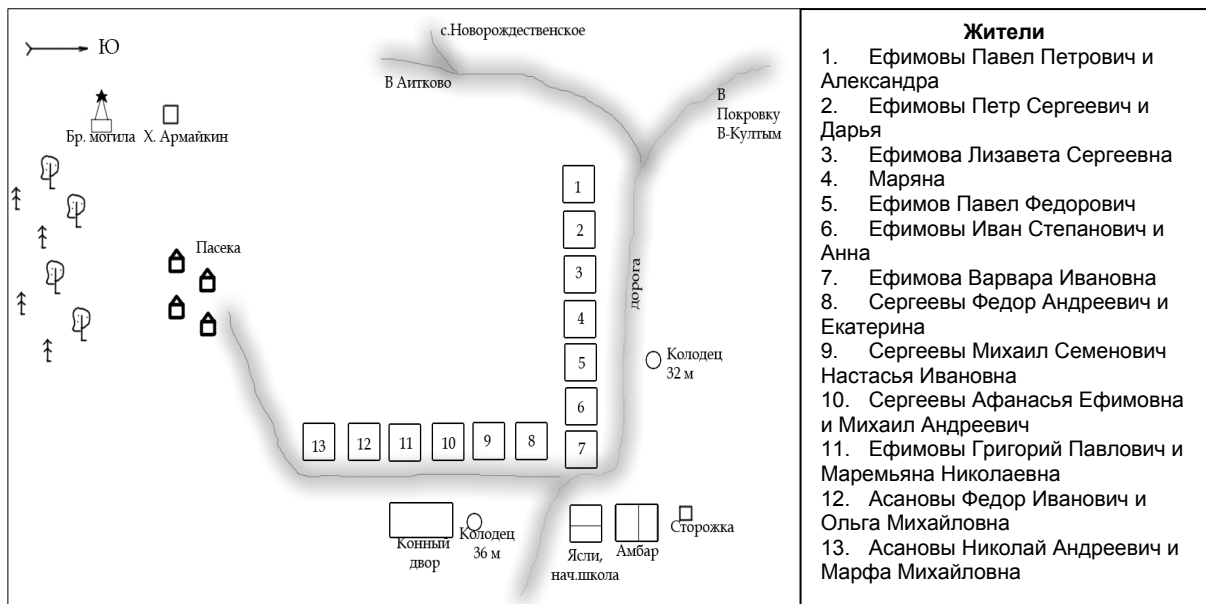 с.Новорождественское
Ю
В Аитково
В
Покровку
В-Култым
Бр. могила
Х. Армайкин
Пасека
1
2
3
4
5
6
7
дорога
Колодец
32 м
13
12
11
10
9
8
Конный
двор
Колодец
36 м
Ясли,
нач.школа
Амбар
Сторожка
Жители
1. Ефимовы Павел Петрович и
Александра
2. Ефимовы Петр Сергеевич и
Дарья
3. Ефимова Лизавета Сергеевна
4. Маряна
5. Ефимов Павел Федорович
6. Ефимовы Иван Степанович и
Анна
7. Ефимова Варвара Ивановна
8. Сергеевы Федор Андреевич и
Екатерина
9. Сергеевы Михаил Семенович
Настасья Ивановна
10. Сергеевы Афанасья Ефимовна
и Михаил Андреевич
11. Ефимовы Григорий Павлович и
Маремьяна Николаевна
12. Асановы Федор Иванович и
Ольга Михайловна
13. Асановы Николай Андреевич и
Марфа Михайловна